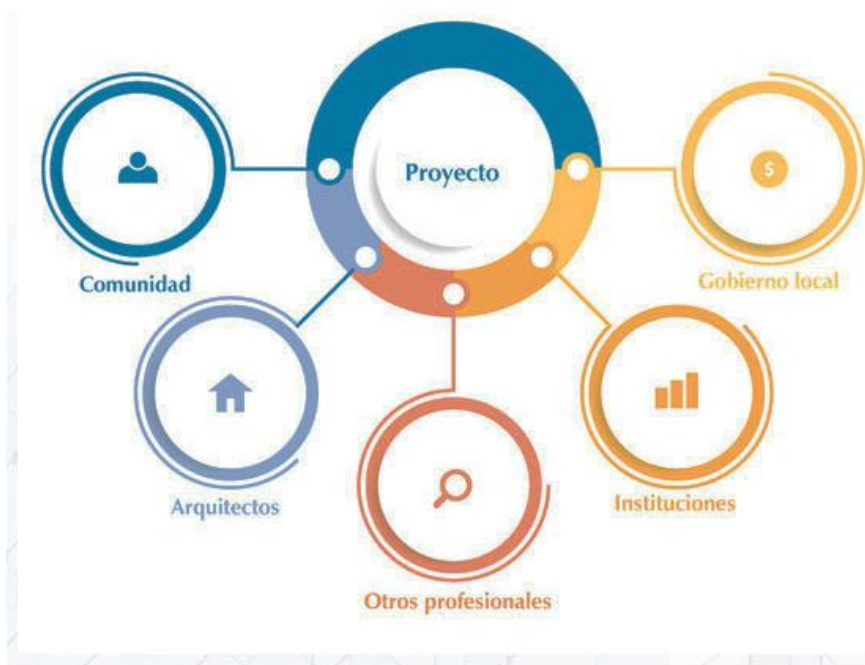 Proyecto
Comunidad
Gobierno local
Arquitectos
Instituciones
Otros profesionales
$